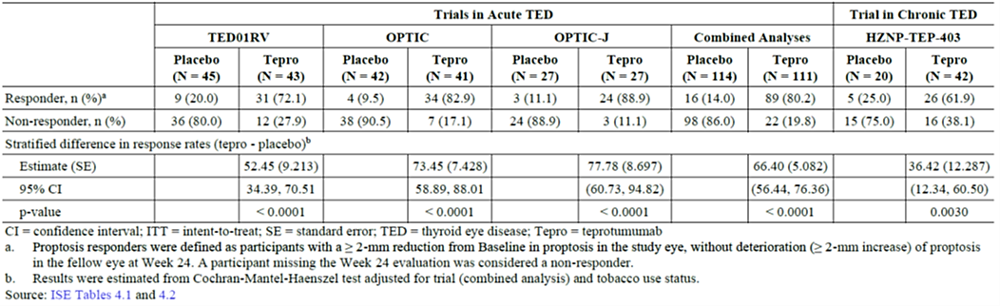 Trials in Acute TED Trial in Chronic TED
TED01RV OPTIC OPTIC-J Combined Analyses HZNP-TEP-403
Placebo (N = 45) Tepro (N = 43) Placebo (N = 42) Tepro (N = 41) Placebo (N = 27) Tepro (N = 27) Placebo (N = 114) Tepro (N = 111) Placebo (N = 20) Tepro (N = 42)
Responder, n (%)a 9 (20.0) 31 (72.1) 4 (9.5) 34 (82.9) 3 (11.1) 24 (88.9) 16 (14.0) 89 (80.2) 5 (25.0) 26 (61.9)
Non-responder, n (%) 36 (80.0) 12 (27.9) 38 (90.5) 7 (17.1) 24 (88.9) 3 (11.1) 98 (86.0) 22 (19.8) 15 (75.0) 16 (38.1)
Stratified difference in response rates (tepro - placebo)b
Estimate (SE) 52.45 (9.213) 73.45 (7.428) 77.78 (8.697) 66.40 (5.082) 36.42 (12.287)
95% CI 34.39, 70.51 58.89, 88.01 (60.73, 94.82) (56.44, 76.36) (12.34, 60.50)
p-value < 0.0001 < 0.0001 < 0.0001 < 0.0001 0.0030
CI = confidence interval; ITT = intent-to-treat; SE = standard error; TED = thyroid eye disease; Tepro = teprotumumab
a. Proptosis responders were defined as participants with a ≥ 2-mm reduction from Baseline in proptosis in the study eye, without deterioration (≥ 2-mm increase) of proptosis
in the fellow eye at Week 24. A participant missing the Week 24 evaluation was considered a non-responder.
b. Results were estimated from Cochran-Mantel-Haenszel test adjusted for trial (combined analysis) and tobacco use status.
Source: ISE Tables 4.1 and 4.2